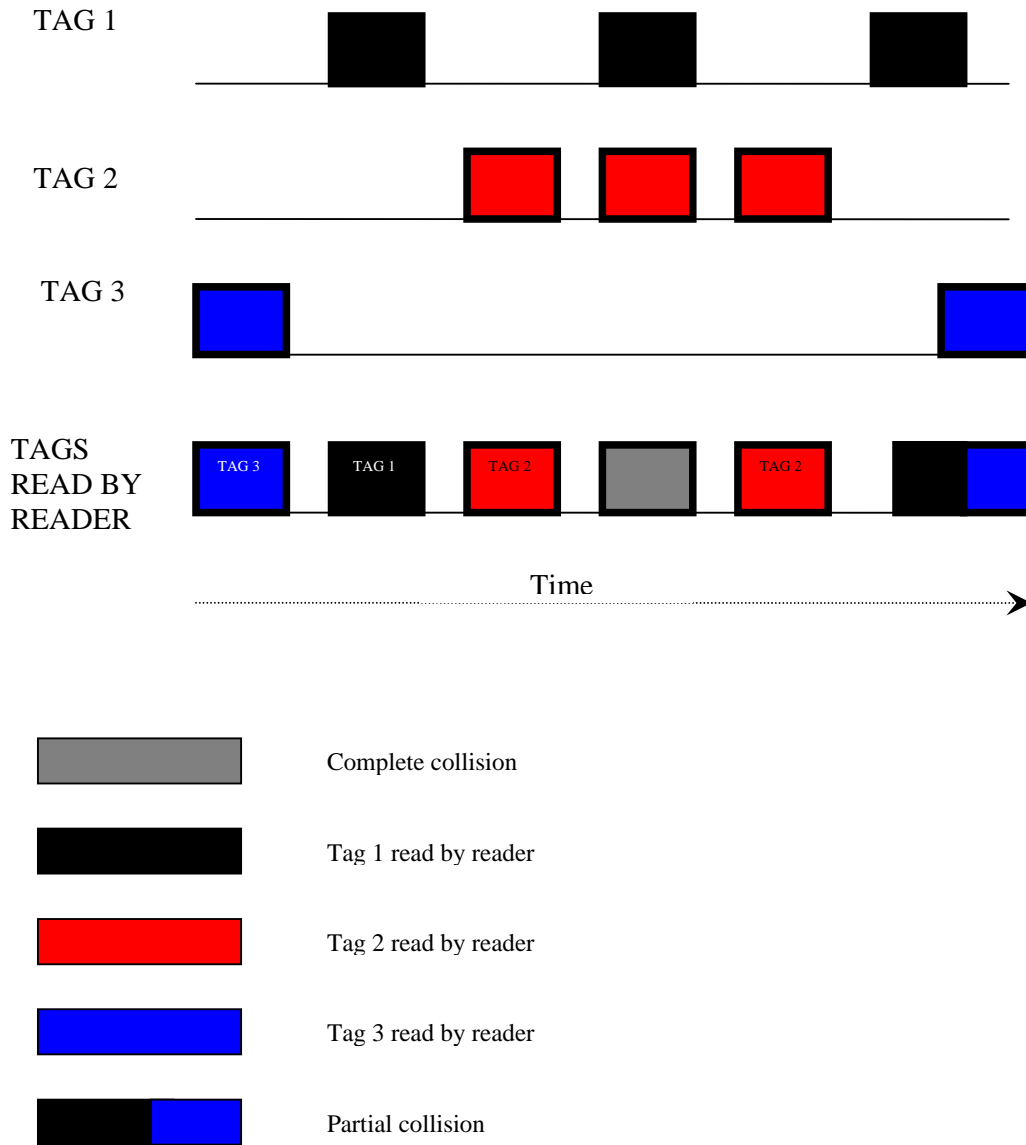 TAG 1
TAG 2
TAG 3
TAGS
READ BY
READER
TAG 3
TAG 1
TAG 2
TAG 2
Time
Complete collision
Tag 1 read by reader
Tag 2 read by reader
Tag 3 read by reader
Partial collision